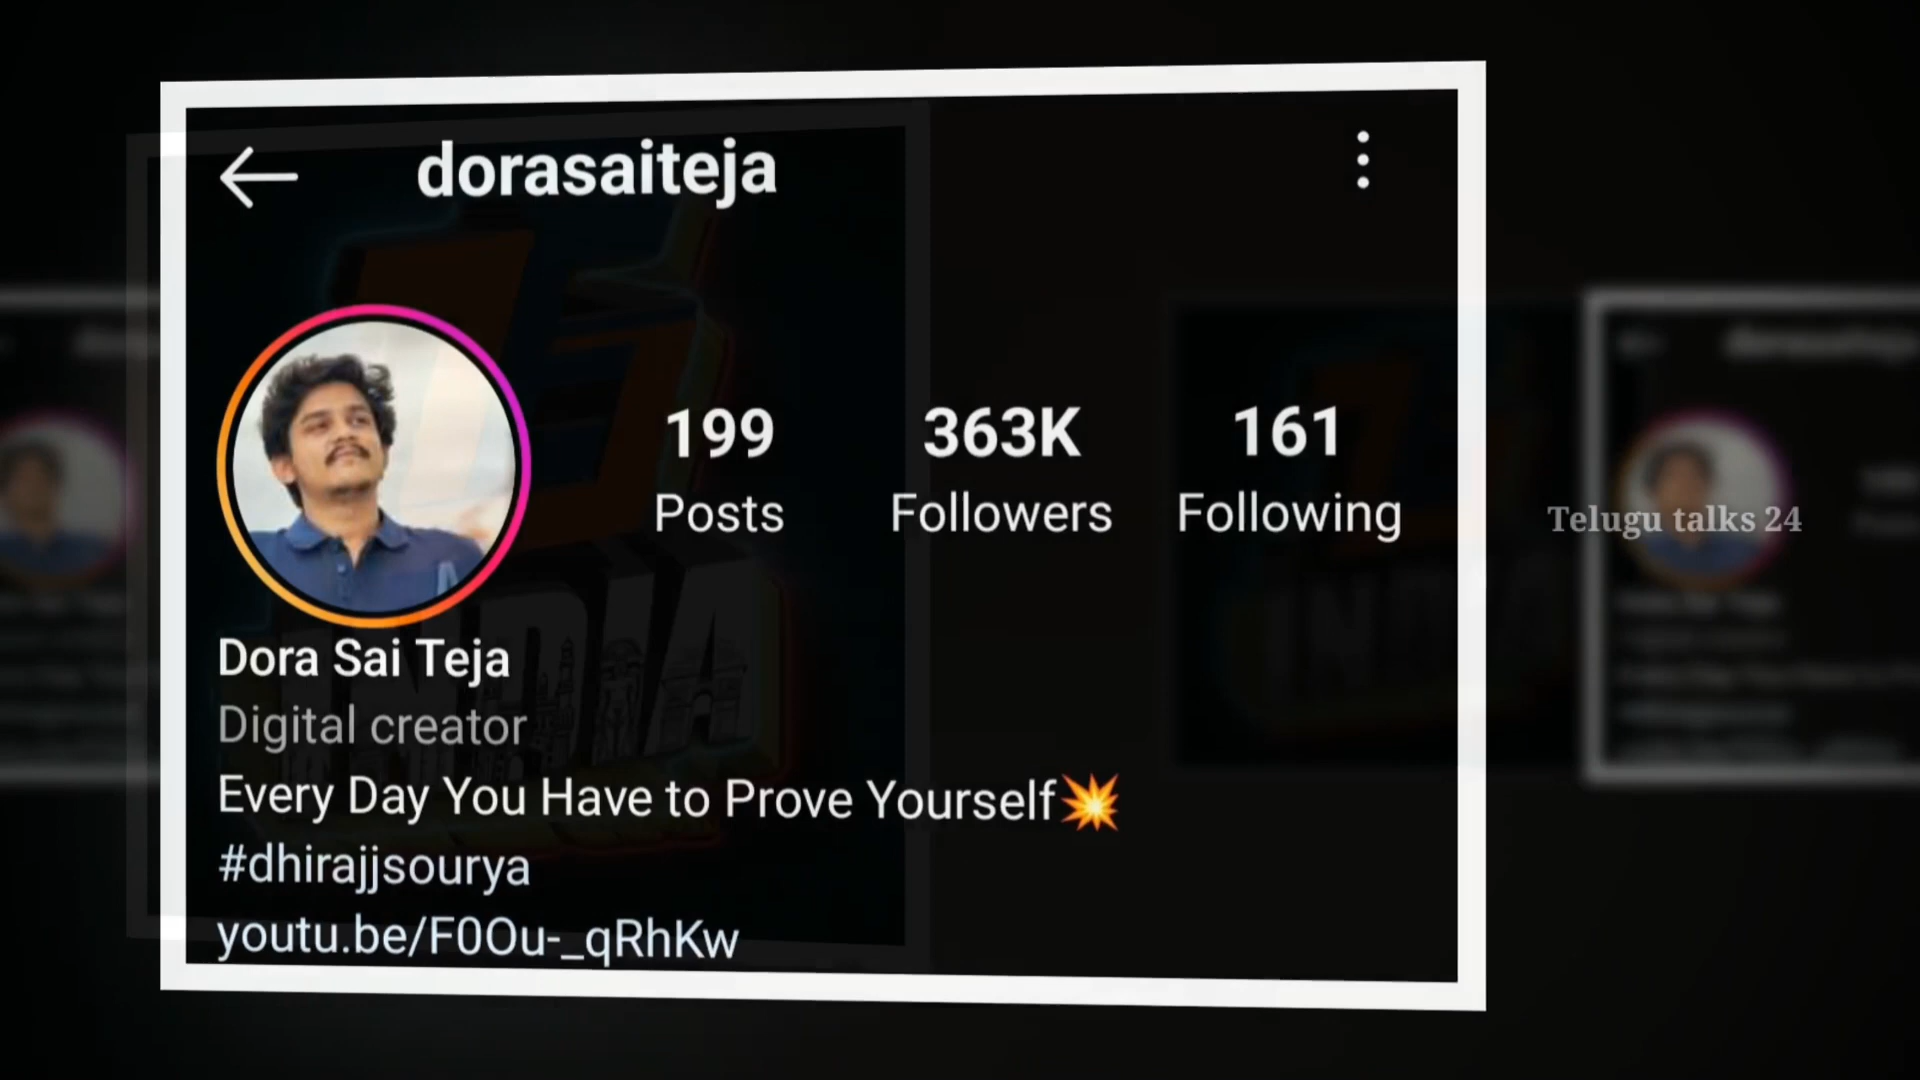 dorasaiteja
199 363K 161
Posts Followers Following
Telugu talks 24
Dora Sai Teja
Digital creator
Every Day You Have to Prove Yourself💥
#dhirajjsourya
youtu.be/F0Ou-_qRhKw
INDIA